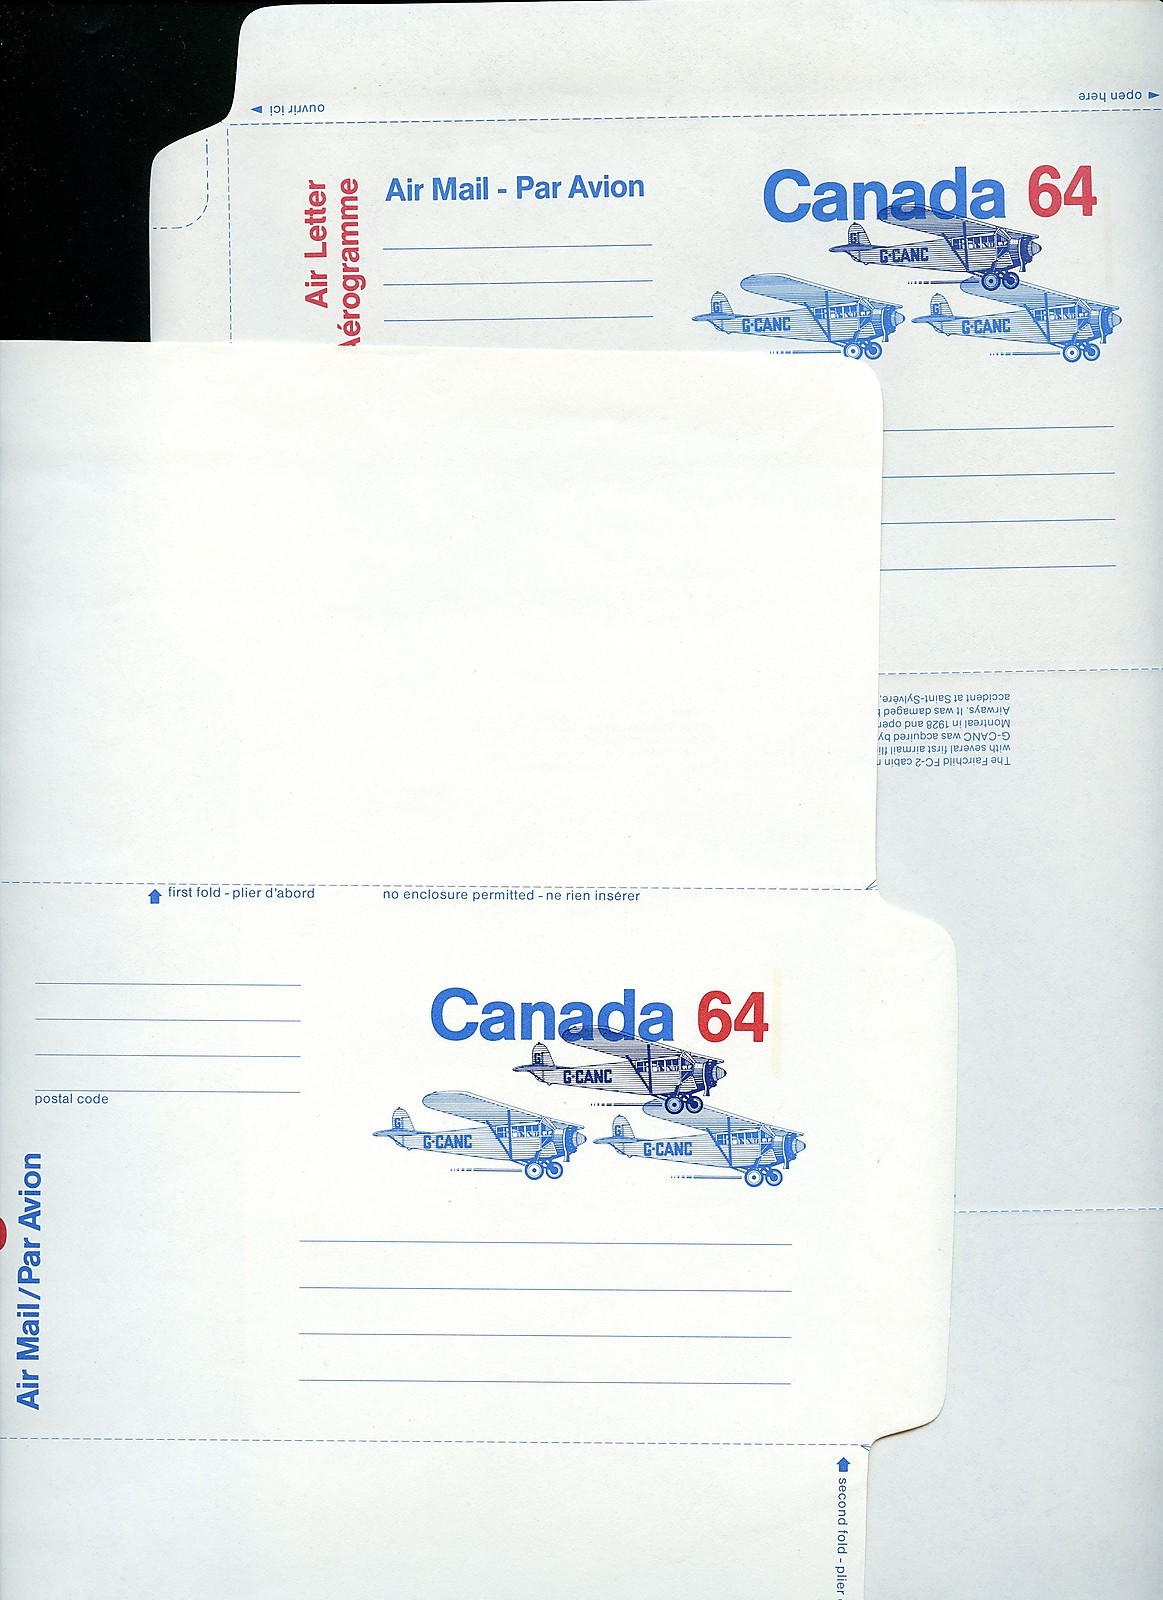 ouvrir ici
open here
Air Letter
Aérogramme
Air Mail - Par Avion
Canada 64
G-CANC
G-CANC
G-CANC
The Fairchild FC-2 cabin
with several first airmail
G-CANC was acquired by
Montreal in 1928 and
Airways. It was damaged
accident at Saint-Sylvère,
first fold - plier d'abord
no enclosure permitted - ne rien insérer
Canada 64
G-CANC
G-CANC
G-CANC
postal code
Air Mail/Par Avion
second fold - plier